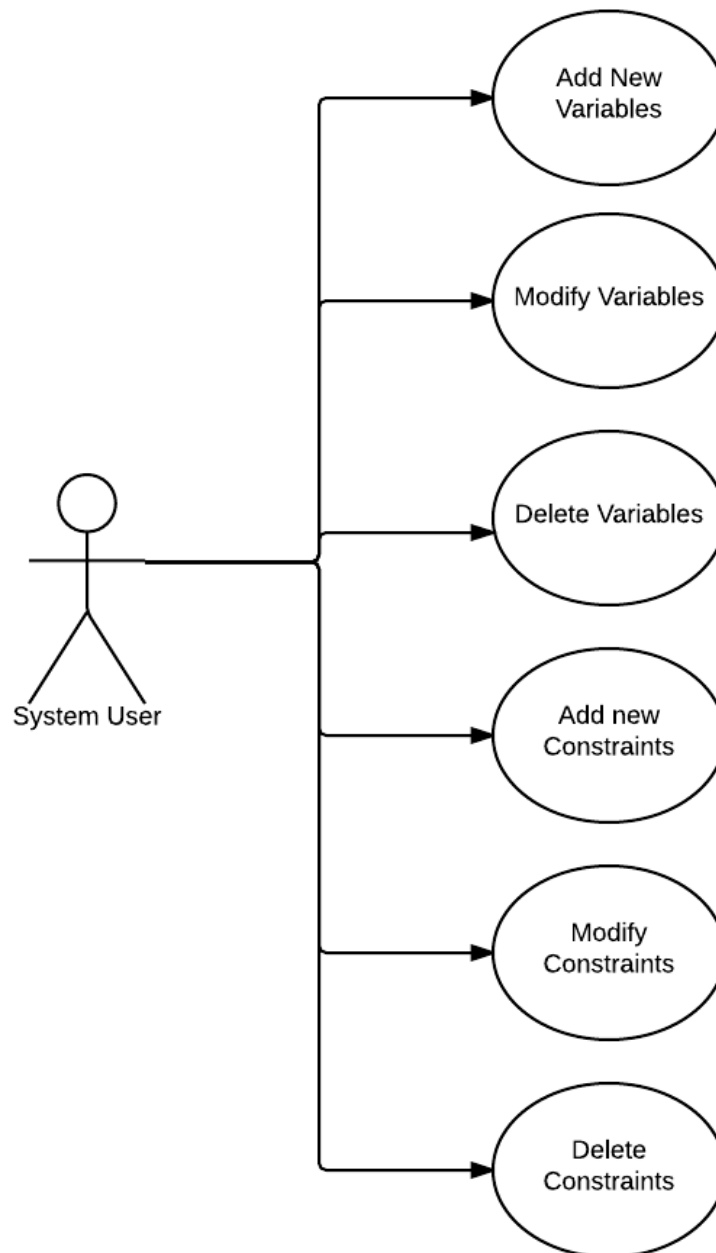 Add New
Variables
Modify Variables
Delete Variables
System User
Add new
Constraints
Modify
Constraints
Delete
Constraints